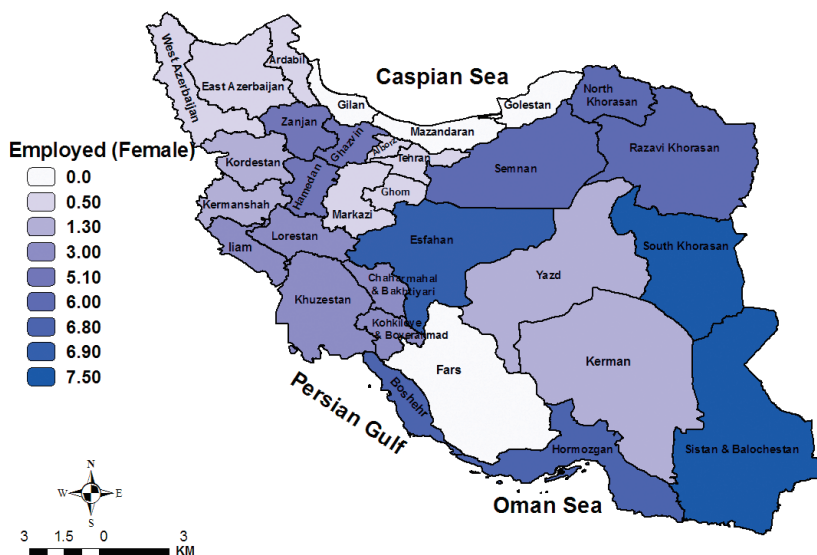 West Azerbaijan
East Azerbaijan
Ardabil
Caspian Sea
Gilan
Golestan
North
Khorasan
Mazandaran
Zanjan
Ghazvin
Alborz
Tehran
Razavi Khorasan
Employed (Female)
0.0
0.50
1.30
3.00
5.10
6.00
6.80
6.90
7.50
Kordestan
Semnan
Hamedan
Ghom
Kermanshah
Markazi
Lorestan
Esfahan
Iiam
South Khorasan
Yazd
Chaharmahal
& Bakhtiyari
Khuzestan
Kohkiloye
& Boyerahmad
Fars
Kerman
Boshehr
Persian Gulf
Hormozgan
Sistan & Balochestan
Oman Sea
N
W
E
S
3 1.5 0 3
KM